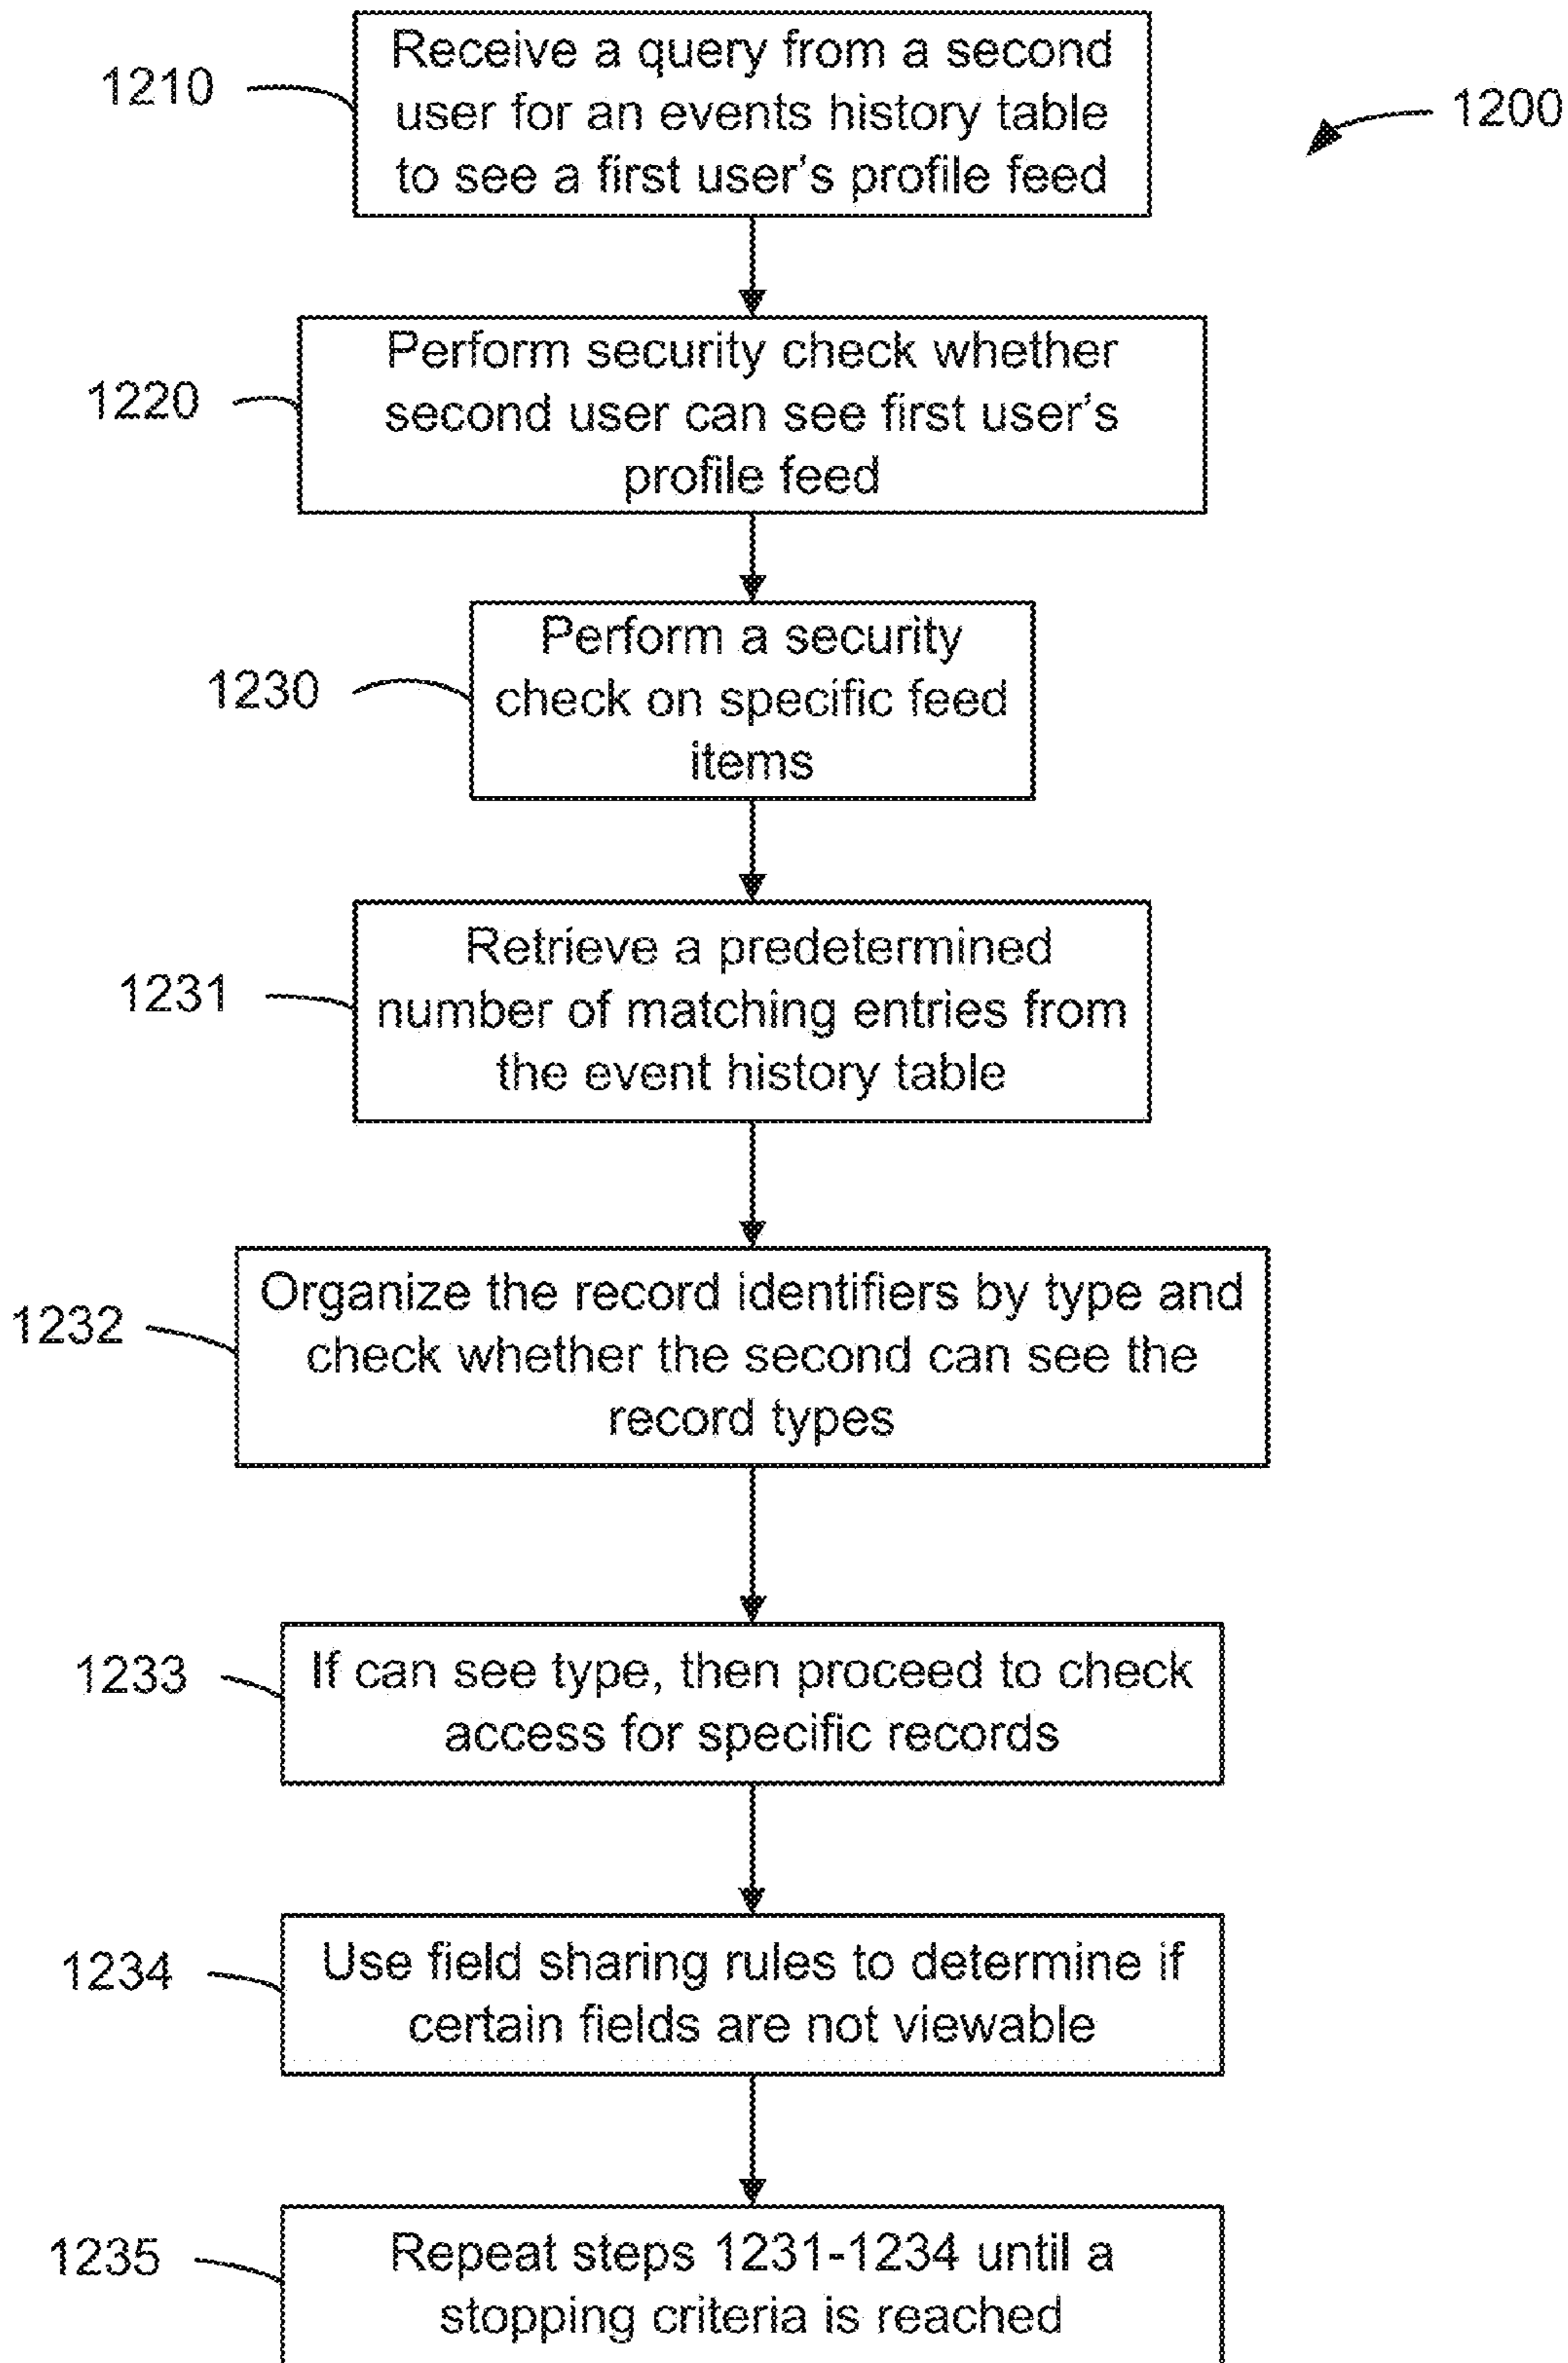 Receive a query from a second
1210
user for an events history table
1200
to see a first user's profile feed
Perform security check whether
1220
second user can see first user's
profile feed
Perform a security
1230
check on specific feed
items
Retrieve a predetermined
1231
number of matching entries from
the event history table
Organize the record identifiers by type and
1232
check whether the second can see the
record types
1233
If can see type, then proceed to check
access for specific records
1234
Use field sharing rules to determine if
certain fields are not viewable
1235
Repeat steps 1231-1234 until a
stopping criteria is reached